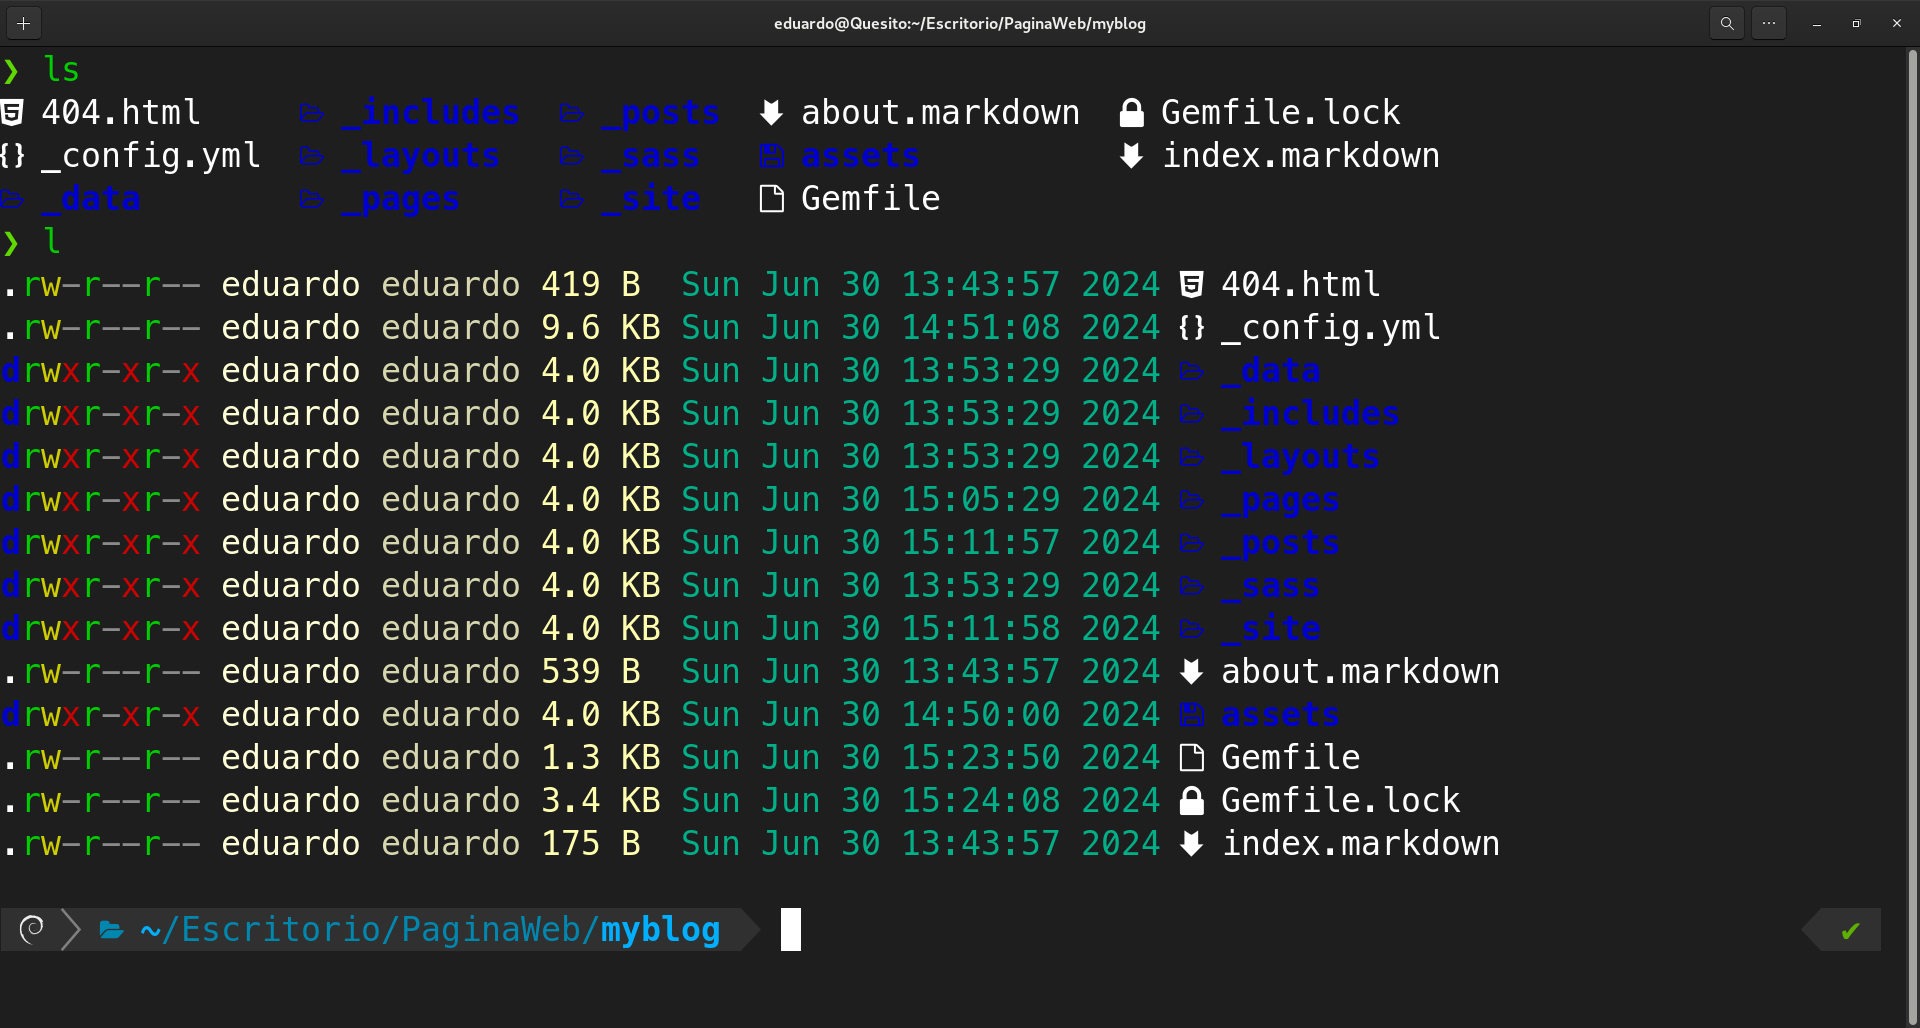 eduardo@Quesito:~/Escritorio/PaginaWeb/myblog
❯ ls
404.html _includes _posts about.markdown Gemfile.lock
_config.yml _layouts _sass assets index.markdown
_data _pages _site Gemfile
❯ l
.rw-r--r-- eduardo eduardo 419 B Sun Jun 30 13:43:57 2024 404.html
.rw-r--r-- eduardo eduardo 9.6 KB Sun Jun 30 14:51:08 2024 _config.yml
drwxr-xr-x eduardo eduardo 4.0 KB Sun Jun 30 13:53:29 2024 _data
drwxr-xr-x eduardo eduardo 4.0 KB Sun Jun 30 13:53:29 2024 _includes
drwxr-xr-x eduardo eduardo 4.0 KB Sun Jun 30 13:53:29 2024 _layouts
drwxr-xr-x eduardo eduardo 4.0 KB Sun Jun 30 15:05:29 2024 _pages
drwxr-xr-x eduardo eduardo 4.0 KB Sun Jun 30 15:11:57 2024 _posts
drwxr-xr-x eduardo eduardo 4.0 KB Sun Jun 30 13:53:29 2024 _sass
drwxr-xr-x eduardo eduardo 4.0 KB Sun Jun 30 15:11:58 2024 _site
.rw-r--r-- eduardo eduardo 539 B Sun Jun 30 13:43:57 2024 about.markdown
drwxr-xr-x eduardo eduardo 4.0 KB Sun Jun 30 14:50:00 2024 assets
.rw-r--r-- eduardo eduardo 1.3 KB Sun Jun 30 15:23:50 2024 Gemfile
.rw-r--r-- eduardo eduardo 3.4 KB Sun Jun 30 15:24:08 2024 Gemfile.lock
.rw-r--r-- eduardo eduardo 175 B Sun Jun 30 13:43:57 2024 index.markdown
~/Escritorio/PaginaWeb/myblog ✔